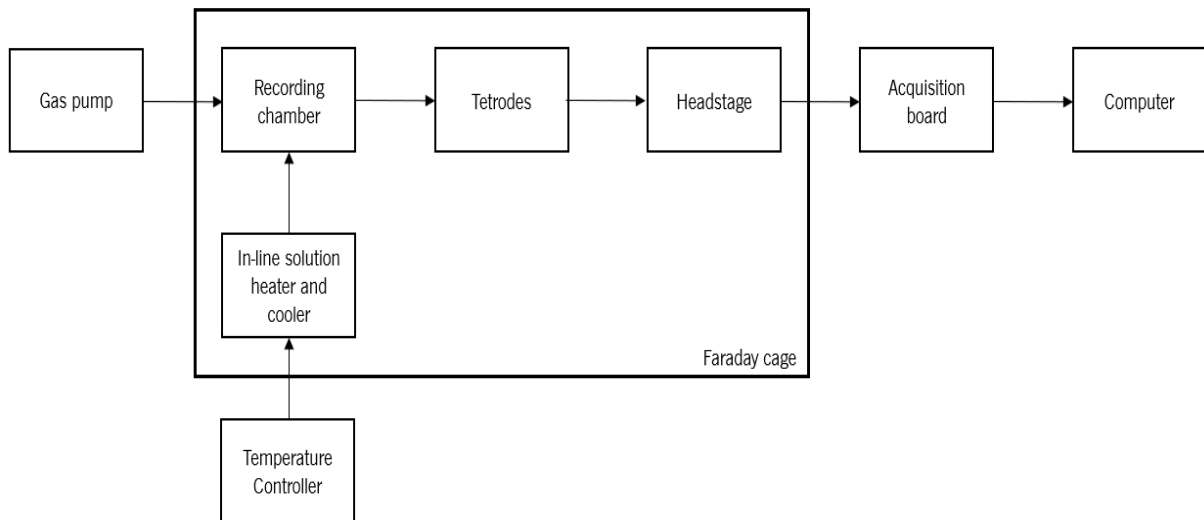 Gas pump
Recording
chamber
Tetrodes
Headstage
Acquisition
board
Computer
In-line solution
heater and
cooler
Faraday cage
Temperature
Controller